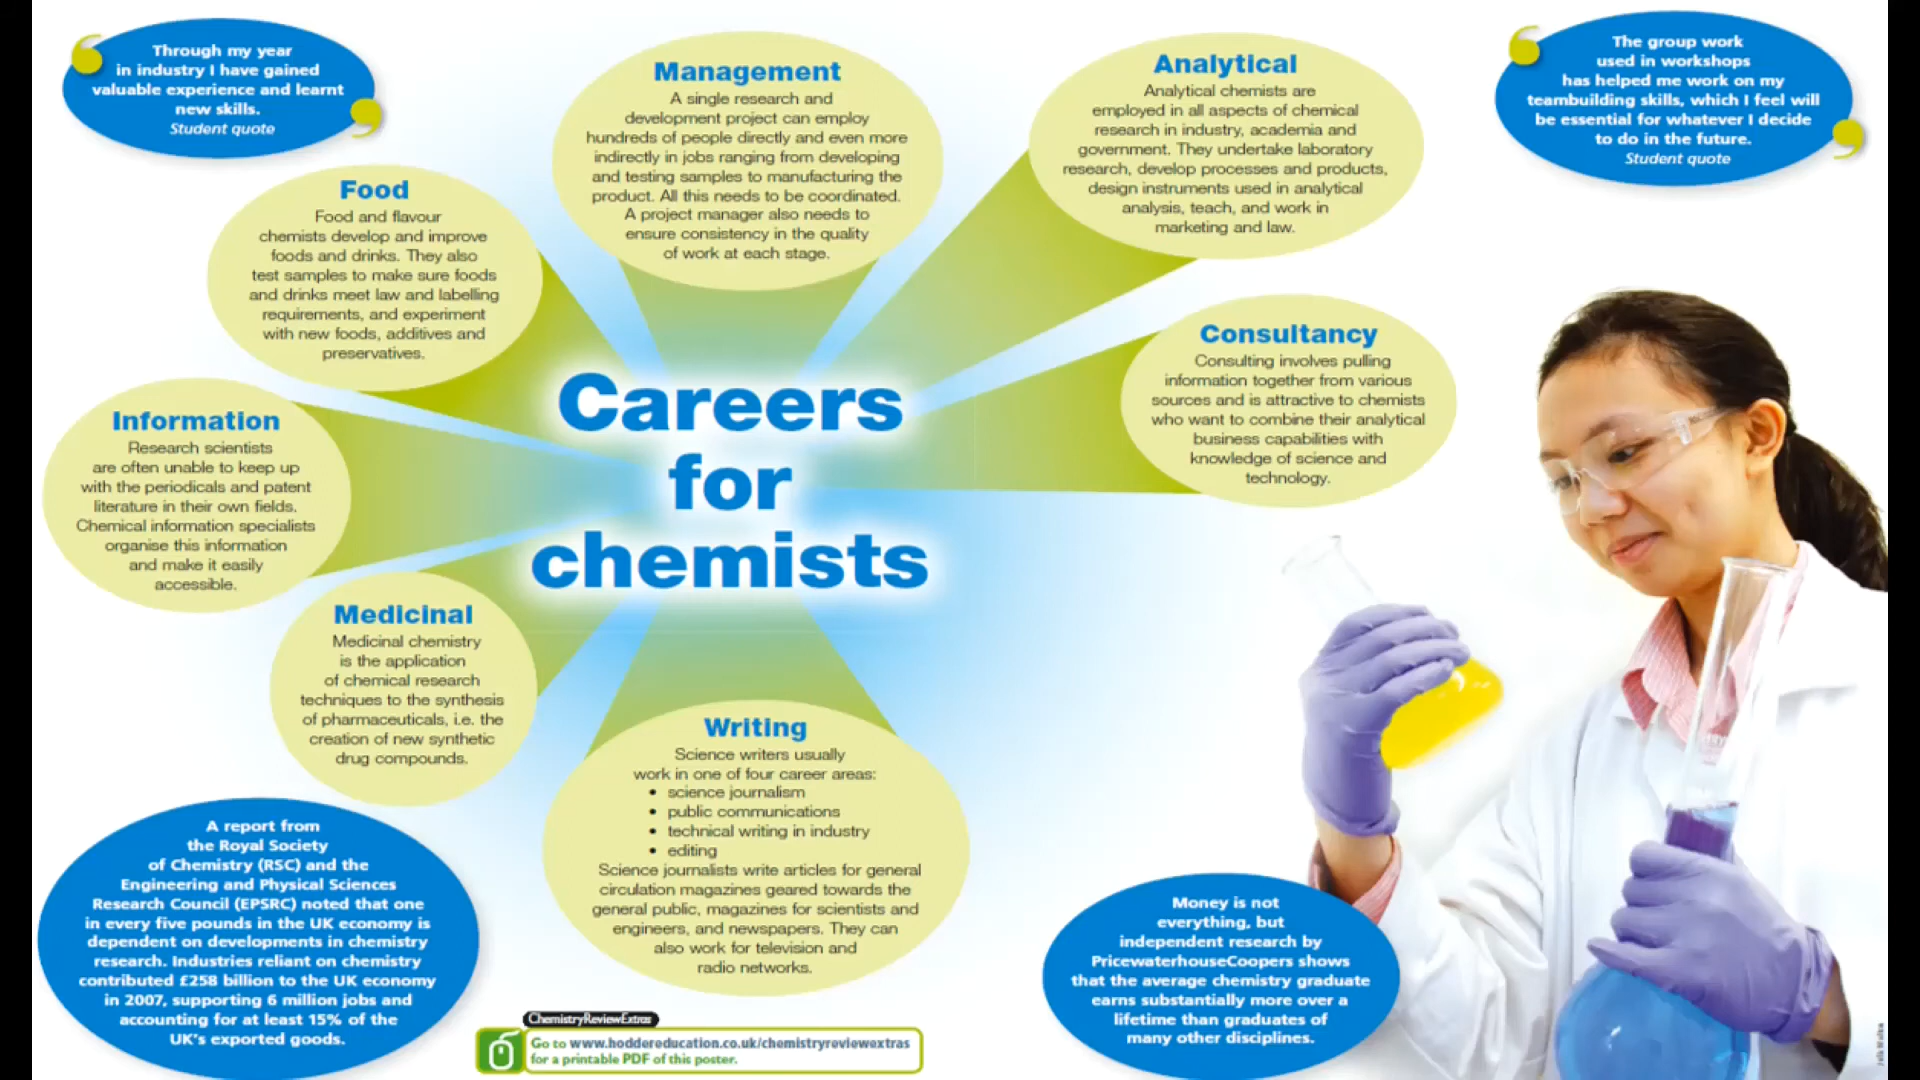 Through my year
in industry I have gained
valuable experience and learnt
new skills.
Student quote
Food
Food and flavour
chemists develop and improve
foods and drinks. They also
test samples to make sure foods
and drinks meet law and labelling
requirements, and experiment
with new foods, additives and
preservatives.
Management
A single research and
development project can employ
hundreds of people directly and even more
indirectly in jobs ranging from developing
and testing samples to manufacturing the
product. All this needs to be coordinated.
A project manager also needs to
ensure consistency in the quality
of work at each stage.
Analytical
Analytical chemists are
employed in all aspects of chemical
research in industry, academia and
government. They undertake laboratory
research, develop processes and products,
design instruments used in analytical
analysis, teach, and work in
marketing and law.
The group work
used in workshops
has helped me work on my
teambuilding skills, which I feel will
be essential for whatever I decide
to do in the future.
Student quote
Consultancy
Consulting involves pulling
information together from various
sources and is attractive to chemists
who want to combine their analytical
business capabilities with
knowledge of science and
technology.
Careers
for
chemists
Information
Research scientists
are often unable to keep up
with the periodicals and patent
literature in their own fields.
Chemical information specialists
organise this information
and make it easily
accessible.
Medicinal
Medicinal chemistry
is the application
of chemical research
techniques to the synthesis
of pharmaceuticals, i.e. the
creation of new synthetic
drug compounds.
Writing
Science writers usually
work in one of four career areas:
• science journalism
• public communications
• technical writing in industry
• editing
Science journalists write articles for general
circulation magazines geared towards the
general public, magazines for scientists and
engineers, and newspapers. They can
also work for television and
radio networks.
A report from
the Royal Society
of Chemistry (RSC) and the
Engineering and Physical Sciences
Research Council (EPSRC) noted that one
in every five pounds in the UK economy is
dependent on developments in chemistry
research. Industries reliant on chemistry
contributed £258 billion to the UK economy
in 2007, supporting 6 million jobs and
accounting for at least 15% of the
UK's exported goods.
ChemistryReviewExtras
Go to www.hoddereducation.co.uk/chemistryreviewextras
for a printable PDF of this poster.
Money is not
everything, but
independent research by
PricewaterhouseCoopers shows
that the average chemistry graduate
earns substantially more over a
lifetime than graduates of
many other disciplines.